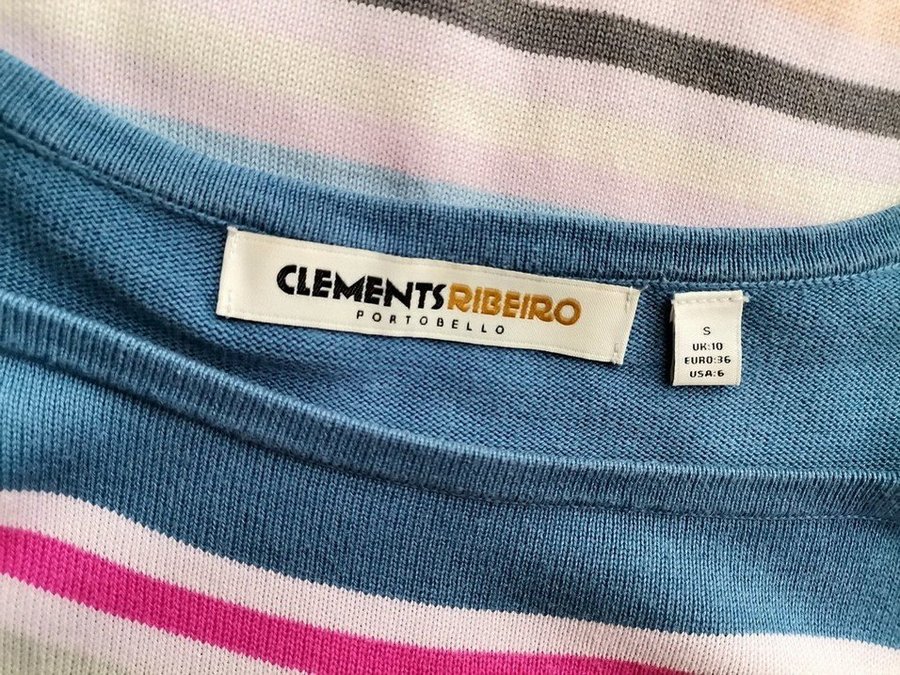 CLEMENTSRIBEIRO
PORTOBELLO
S
UK:10
EURO:36
USA:6